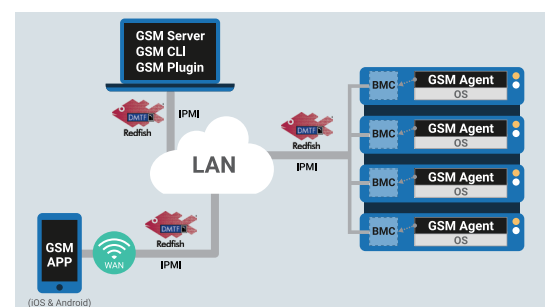 GSM Server
GSM CLI
GSM Plugin
DMTF
Redfish
IPMI
LAN
DMTF
Redfish
IPMI
BMC
GSM Agent
OS
BMC
GSM Agent
OS
BMC
GSM Agent
OS
BMC
GSM Agent
OS
DMTF
Redfish
IPMI
GSM
APP
WAN
(iOS & Android)